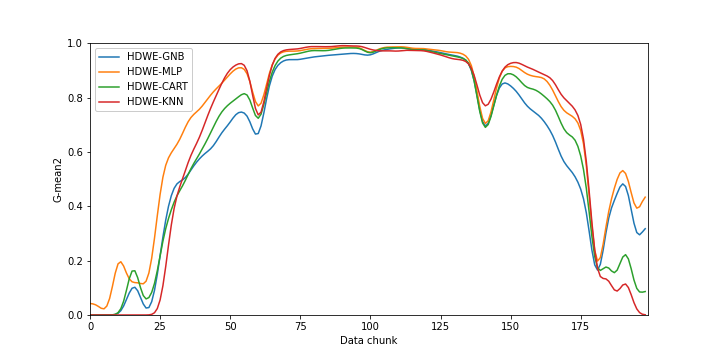 HDWE-GNB
HDWE-MLP
HDWE-CART
HDWE-KNN
G-mean2
1.0
0.8
0.6
0.4
0.2
0.0
0 25 50 75 100 125 150 175
Data chunk